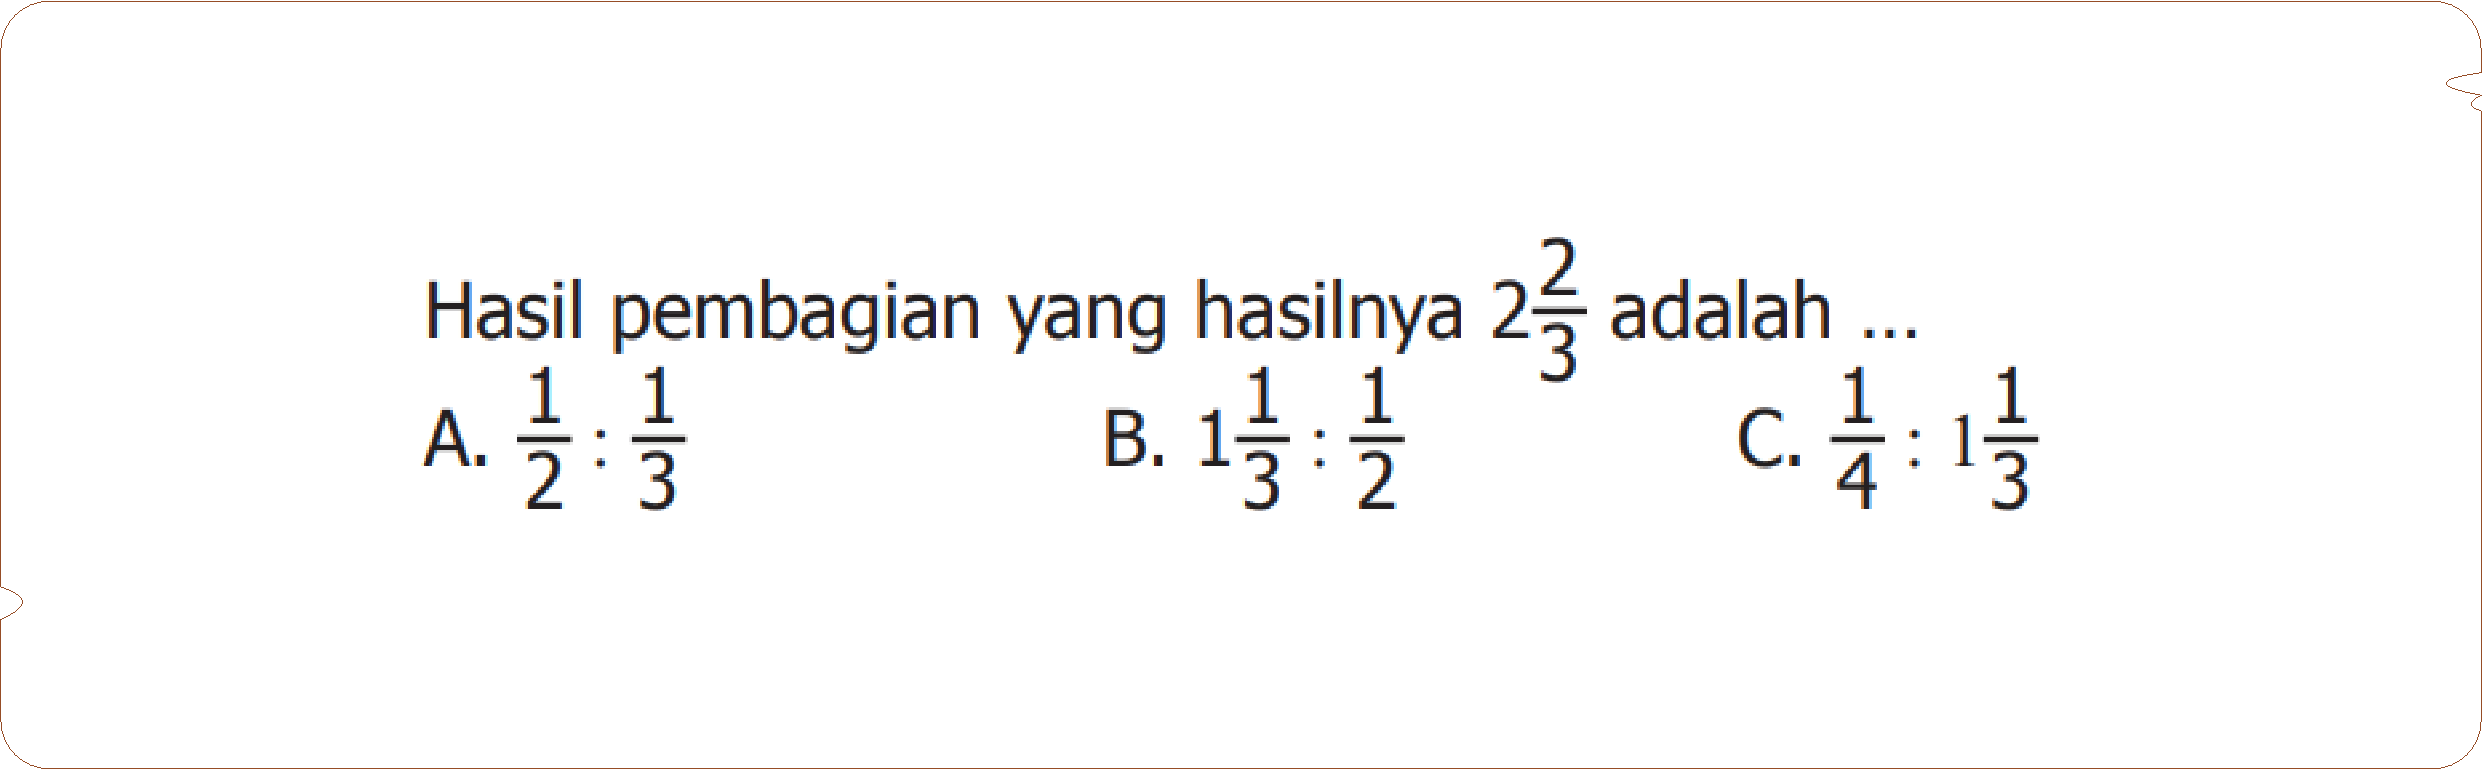 Hasil pembagian yang hasilnya 2\frac{2}{3} adalah ...
A. \frac{1}{2} : \frac{1}{3} B. 1\frac{1}{3} : \frac{1}{2} C. \frac{1}{4} : 1\frac{1}{3}